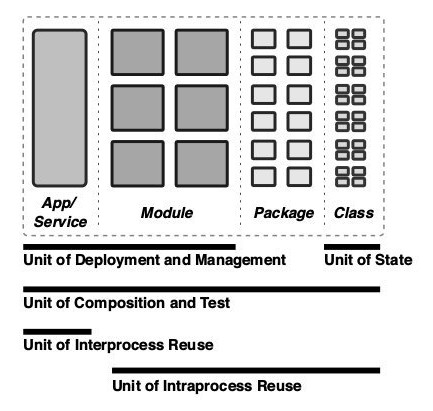 App/
Service
Module
Package
Class
Unit of Deployment and Management
Unit of State
Unit of Composition and Test
Unit of Interprocess Reuse
Unit of Intraprocess Reuse